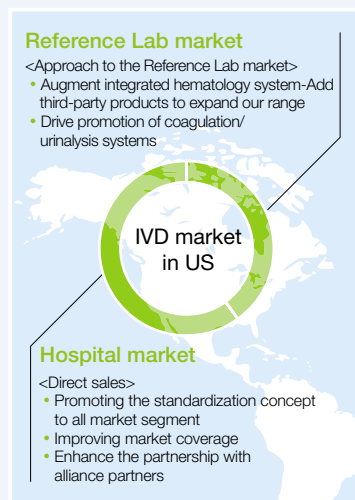 Reference Lab market
<Approach to the Reference Lab market>
• Augment integrated hematology system-Add
third-party products to expand our range
• Drive promotion of coagulation/
urinalysis systems
IVD market
in US
Hospital market
<Direct sales>
• Promoting the standardization concept
to all market segment
• Improving market coverage
• Enhance the partnership with
alliance partners